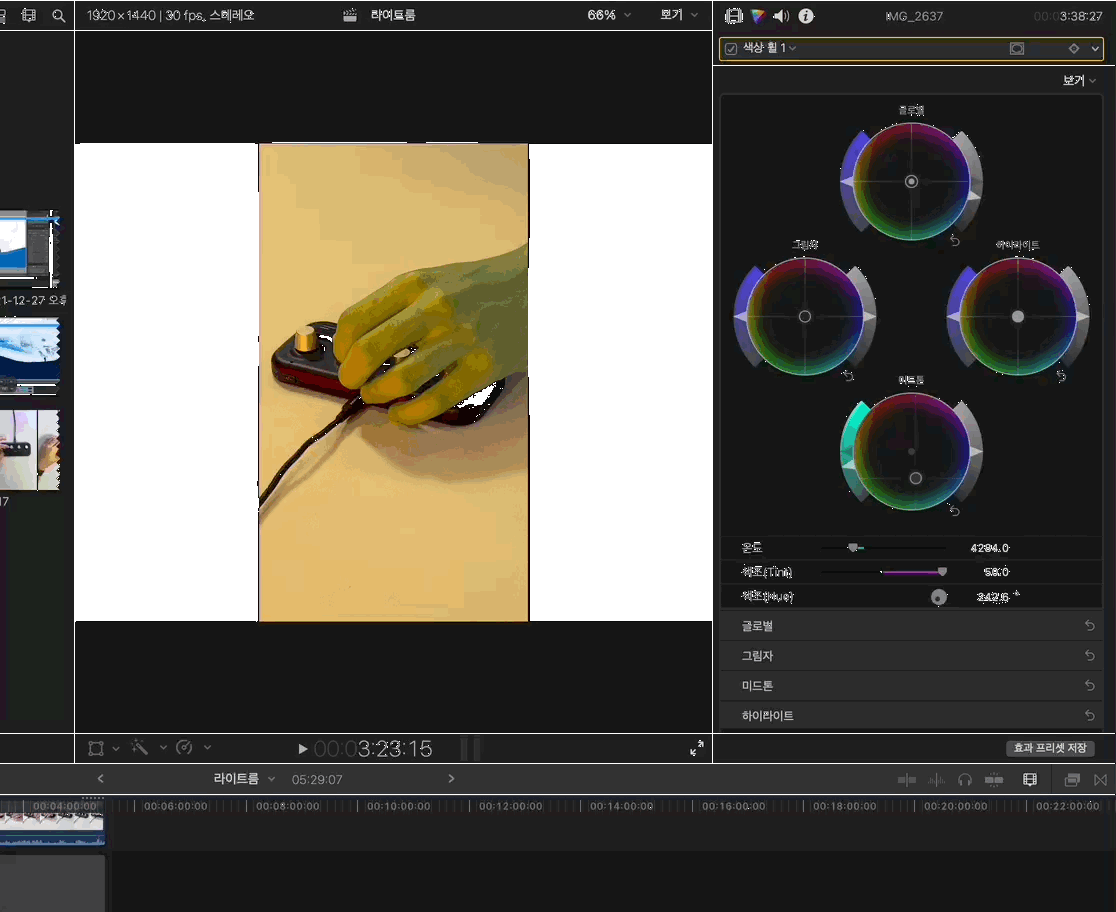 1920 × 1440 | 30 fps, 스테레오
라이트룸
66%
보기
IMG_2637
00:03:38:27
색상 휠 1
보기
글로벌
그림자
하이라이트
미드톤
온도
4284.0
색조(Tint)
색조(Hue)
글로벌
그림자
미드톤
하이라이트
효과 프리셋 저장
1-12-27 오후
17
00:03:23:15
라이트룸
05:29:07
00:04:00:00
00:06:00:00
00:08:00:00
00:10:00:00
00:12:00:00
00:14:00:00
00:16:00:00
00:18:00:00
00:20:00:00
00:22:00:00